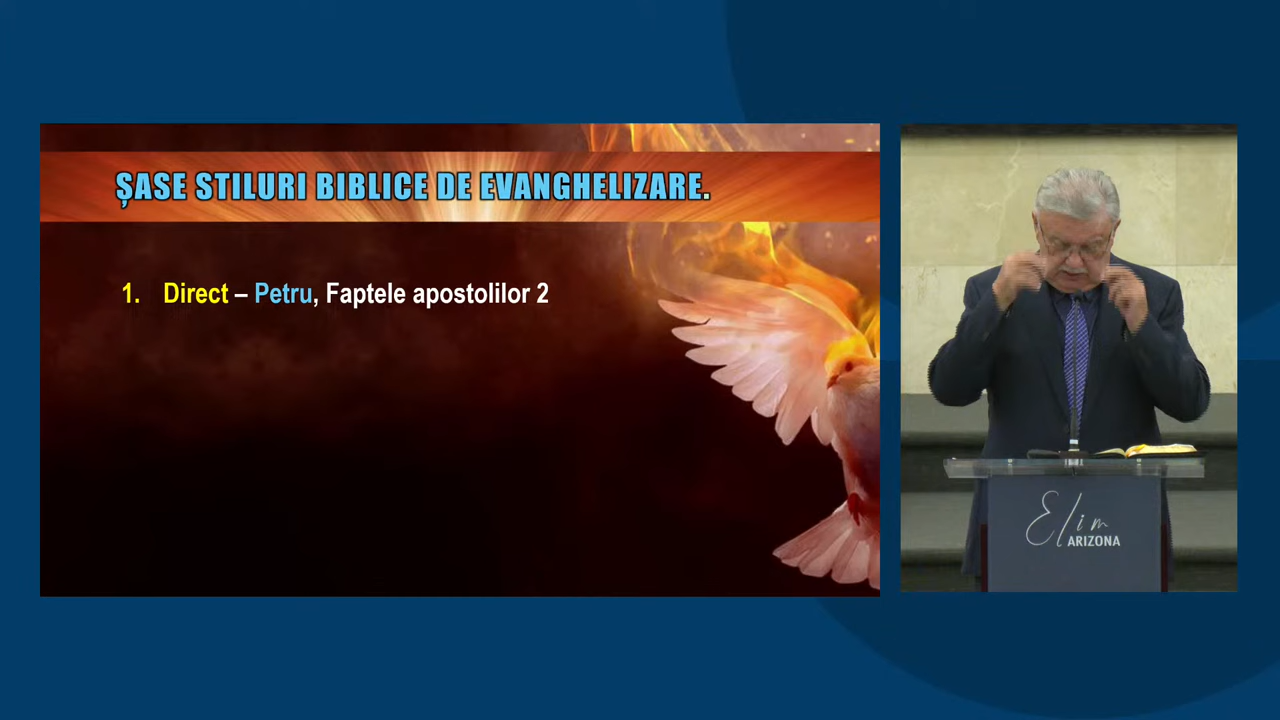 ȘASE STILURI BIBLICE DE EVANGHELIZARE.
1. Direct – Petru, Faptele apostolilor 2
Elim
ARIZONA